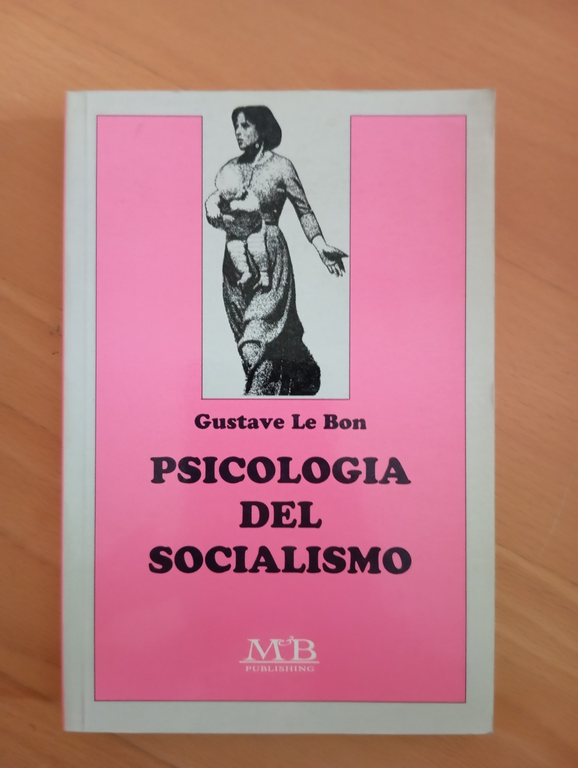 Gustave Le Bon
PSICOLOGIA
DEL
SOCIALISMO
M&B
PUBLISHING